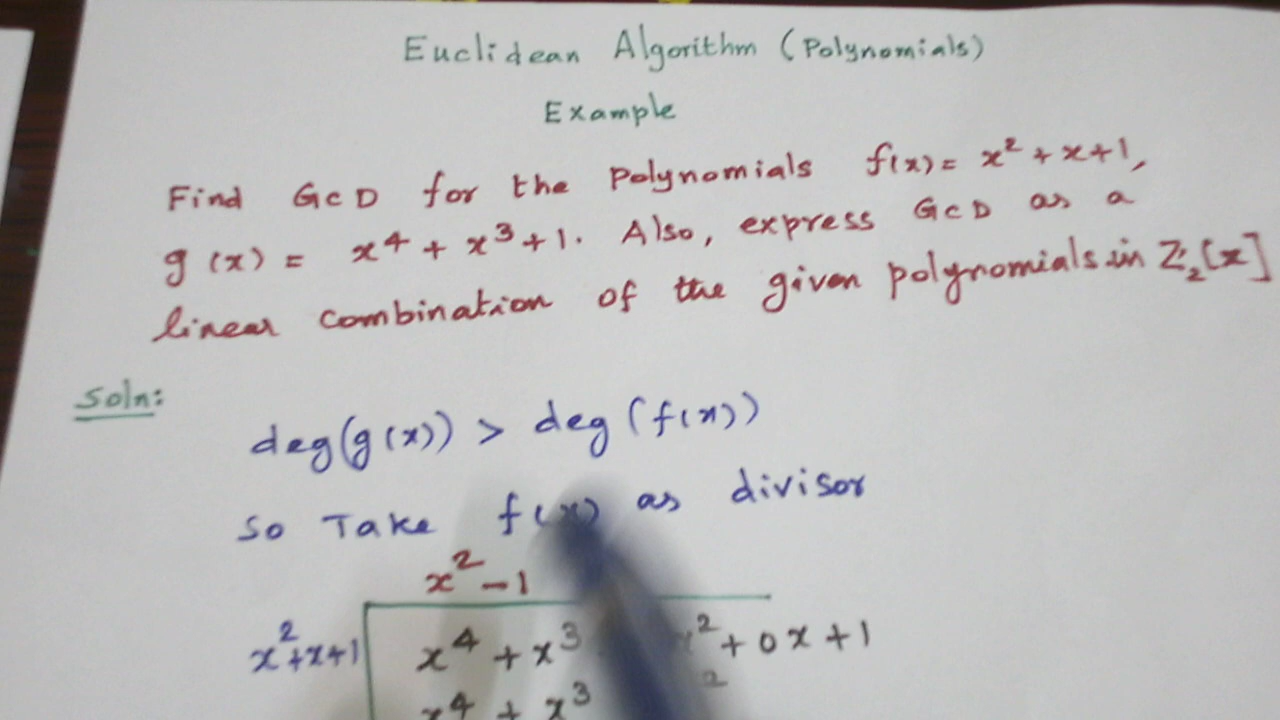 Euclidean Algorithm (Polynomials)
Example
Find GCD for the Polynomials f(x) = x² + x + 1,
g(x) = x⁴ + x³ + 1. Also, express GCD as a
linear combination of the given polynomials in Z₂[x]
Soln:
deg(g(x)) > deg(f(x))
So Take f(x) as divisor
x² - 1
x² + x + 1 x⁴ + x³ x² + 0x + 1
x⁴ + x³ 2